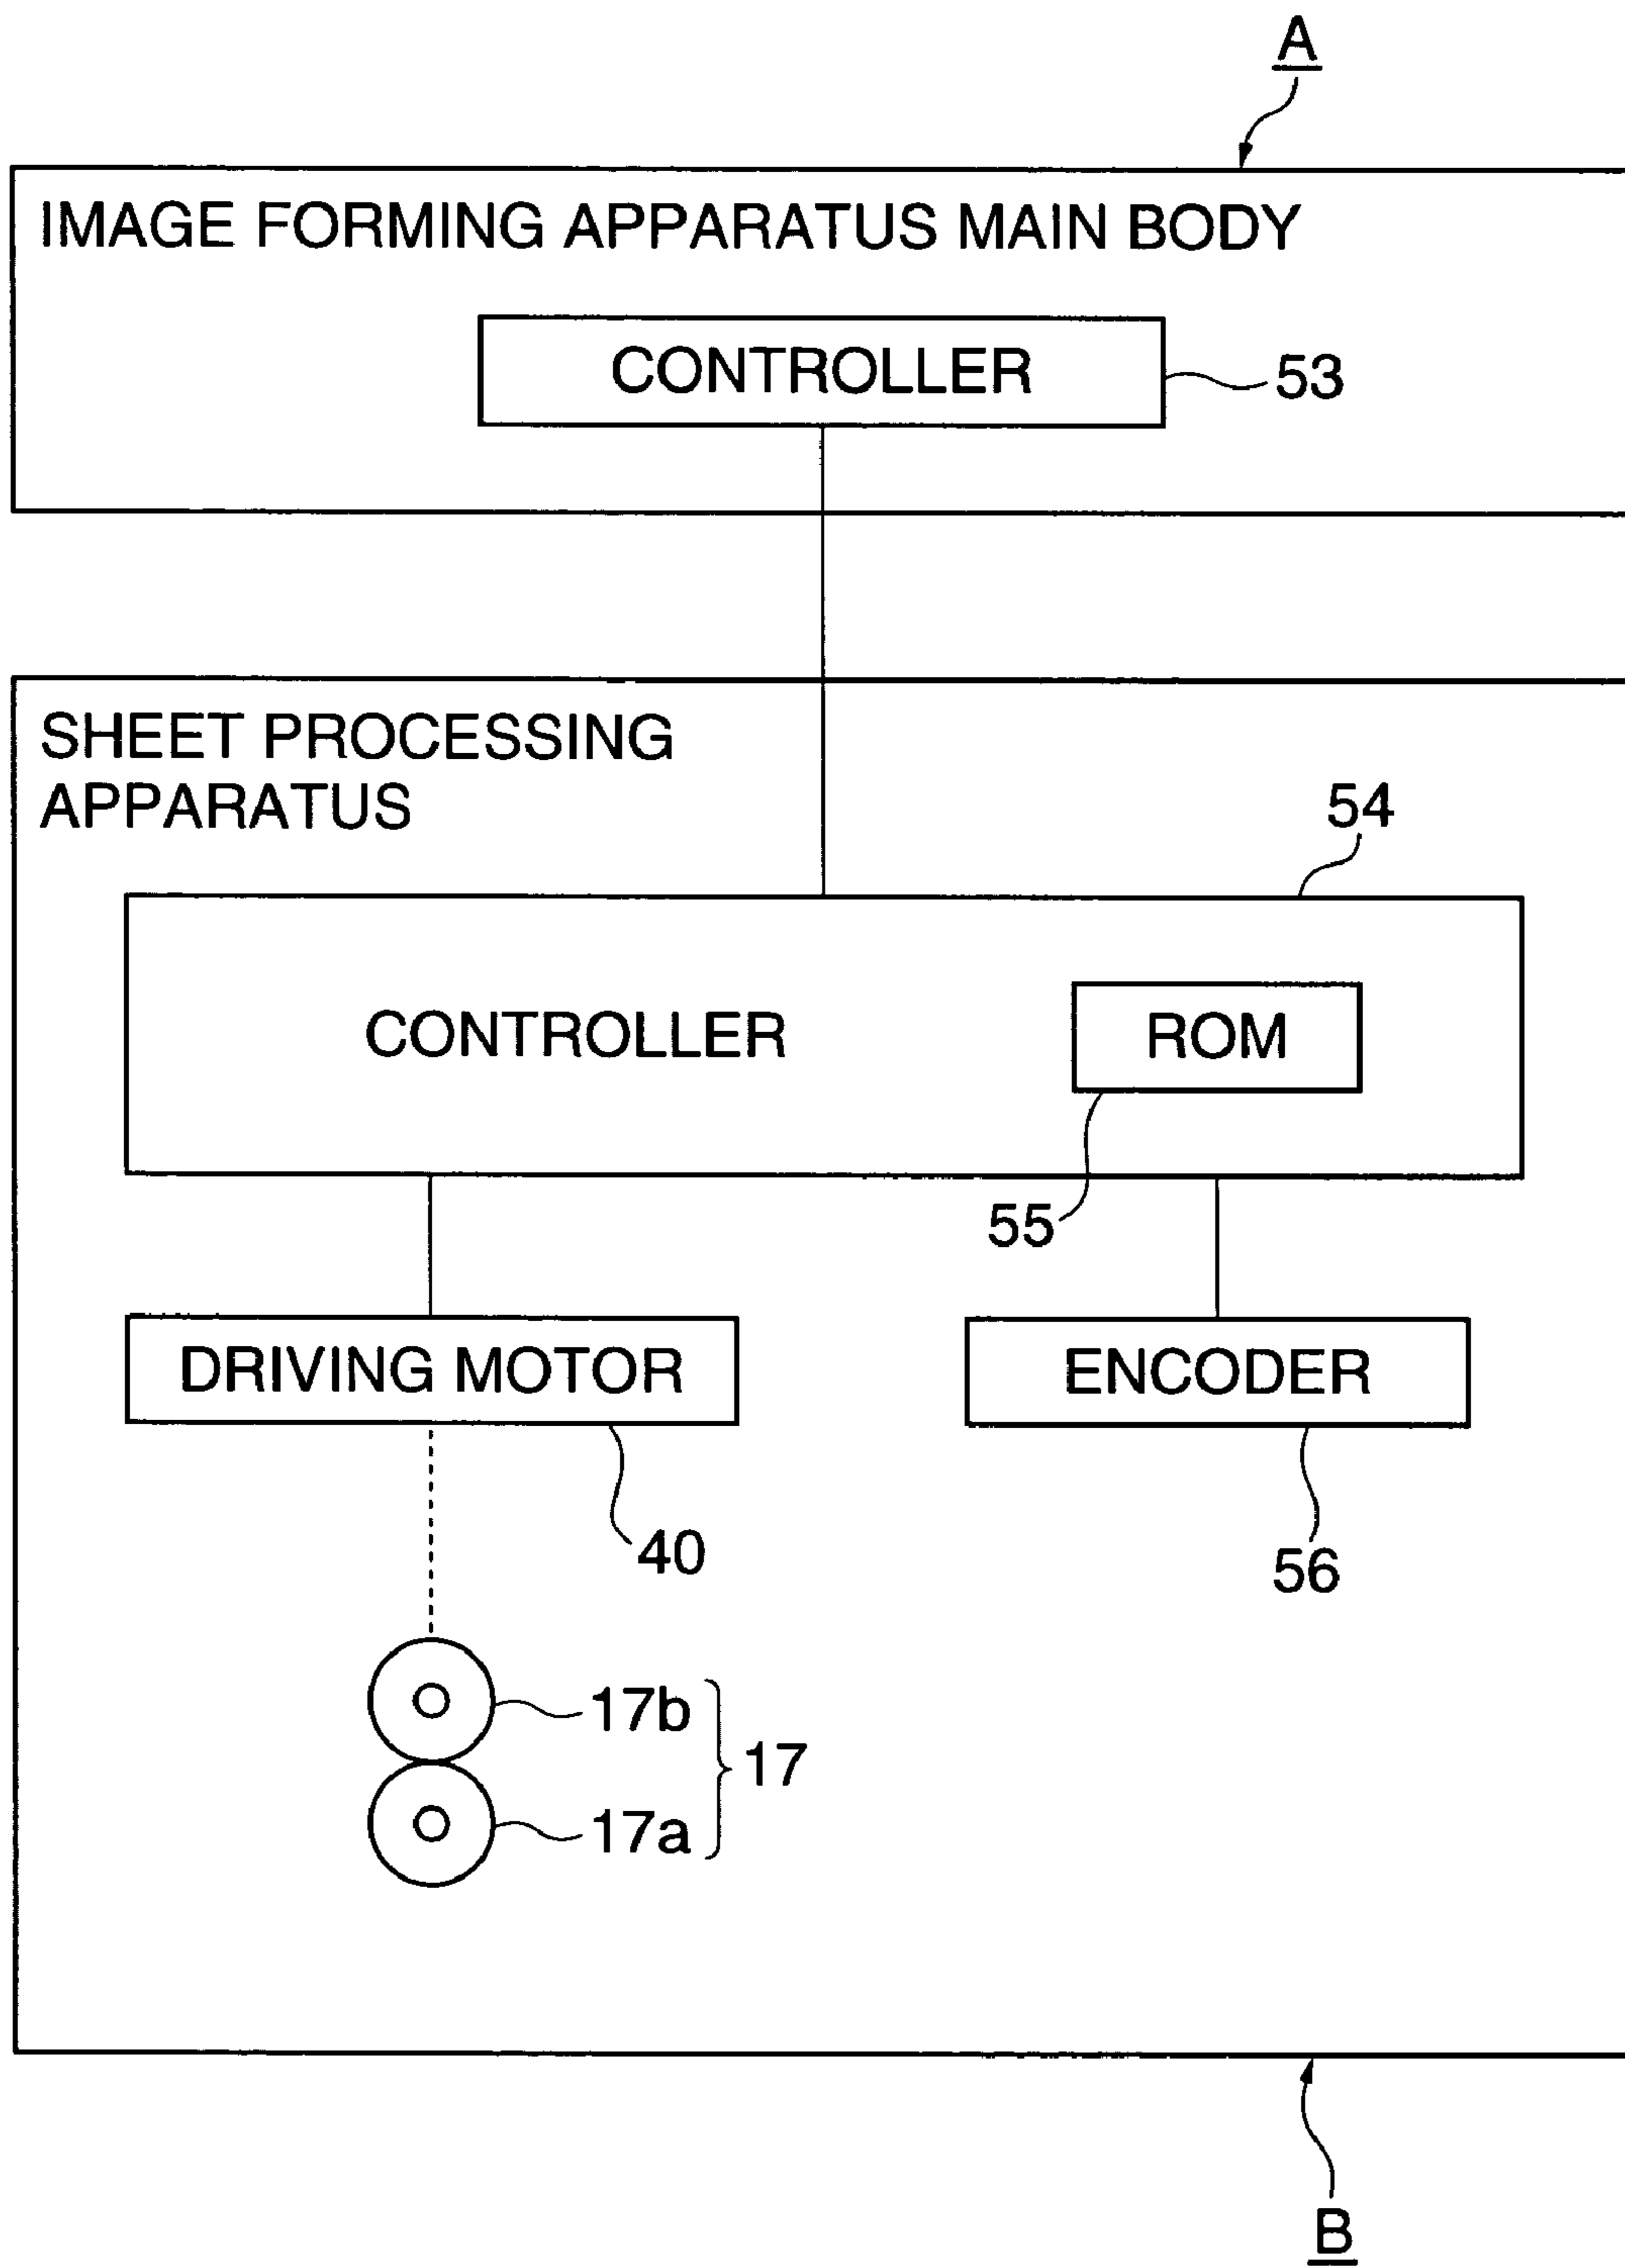 A
IMAGE FORMING APPARATUS MAIN BODY
CONTROLLER
53
SHEET PROCESSING
APPARATUS
54
CONTROLLER
ROM
55
DRIVING MOTOR
ENCODER
40
56
17b
17
17a
B